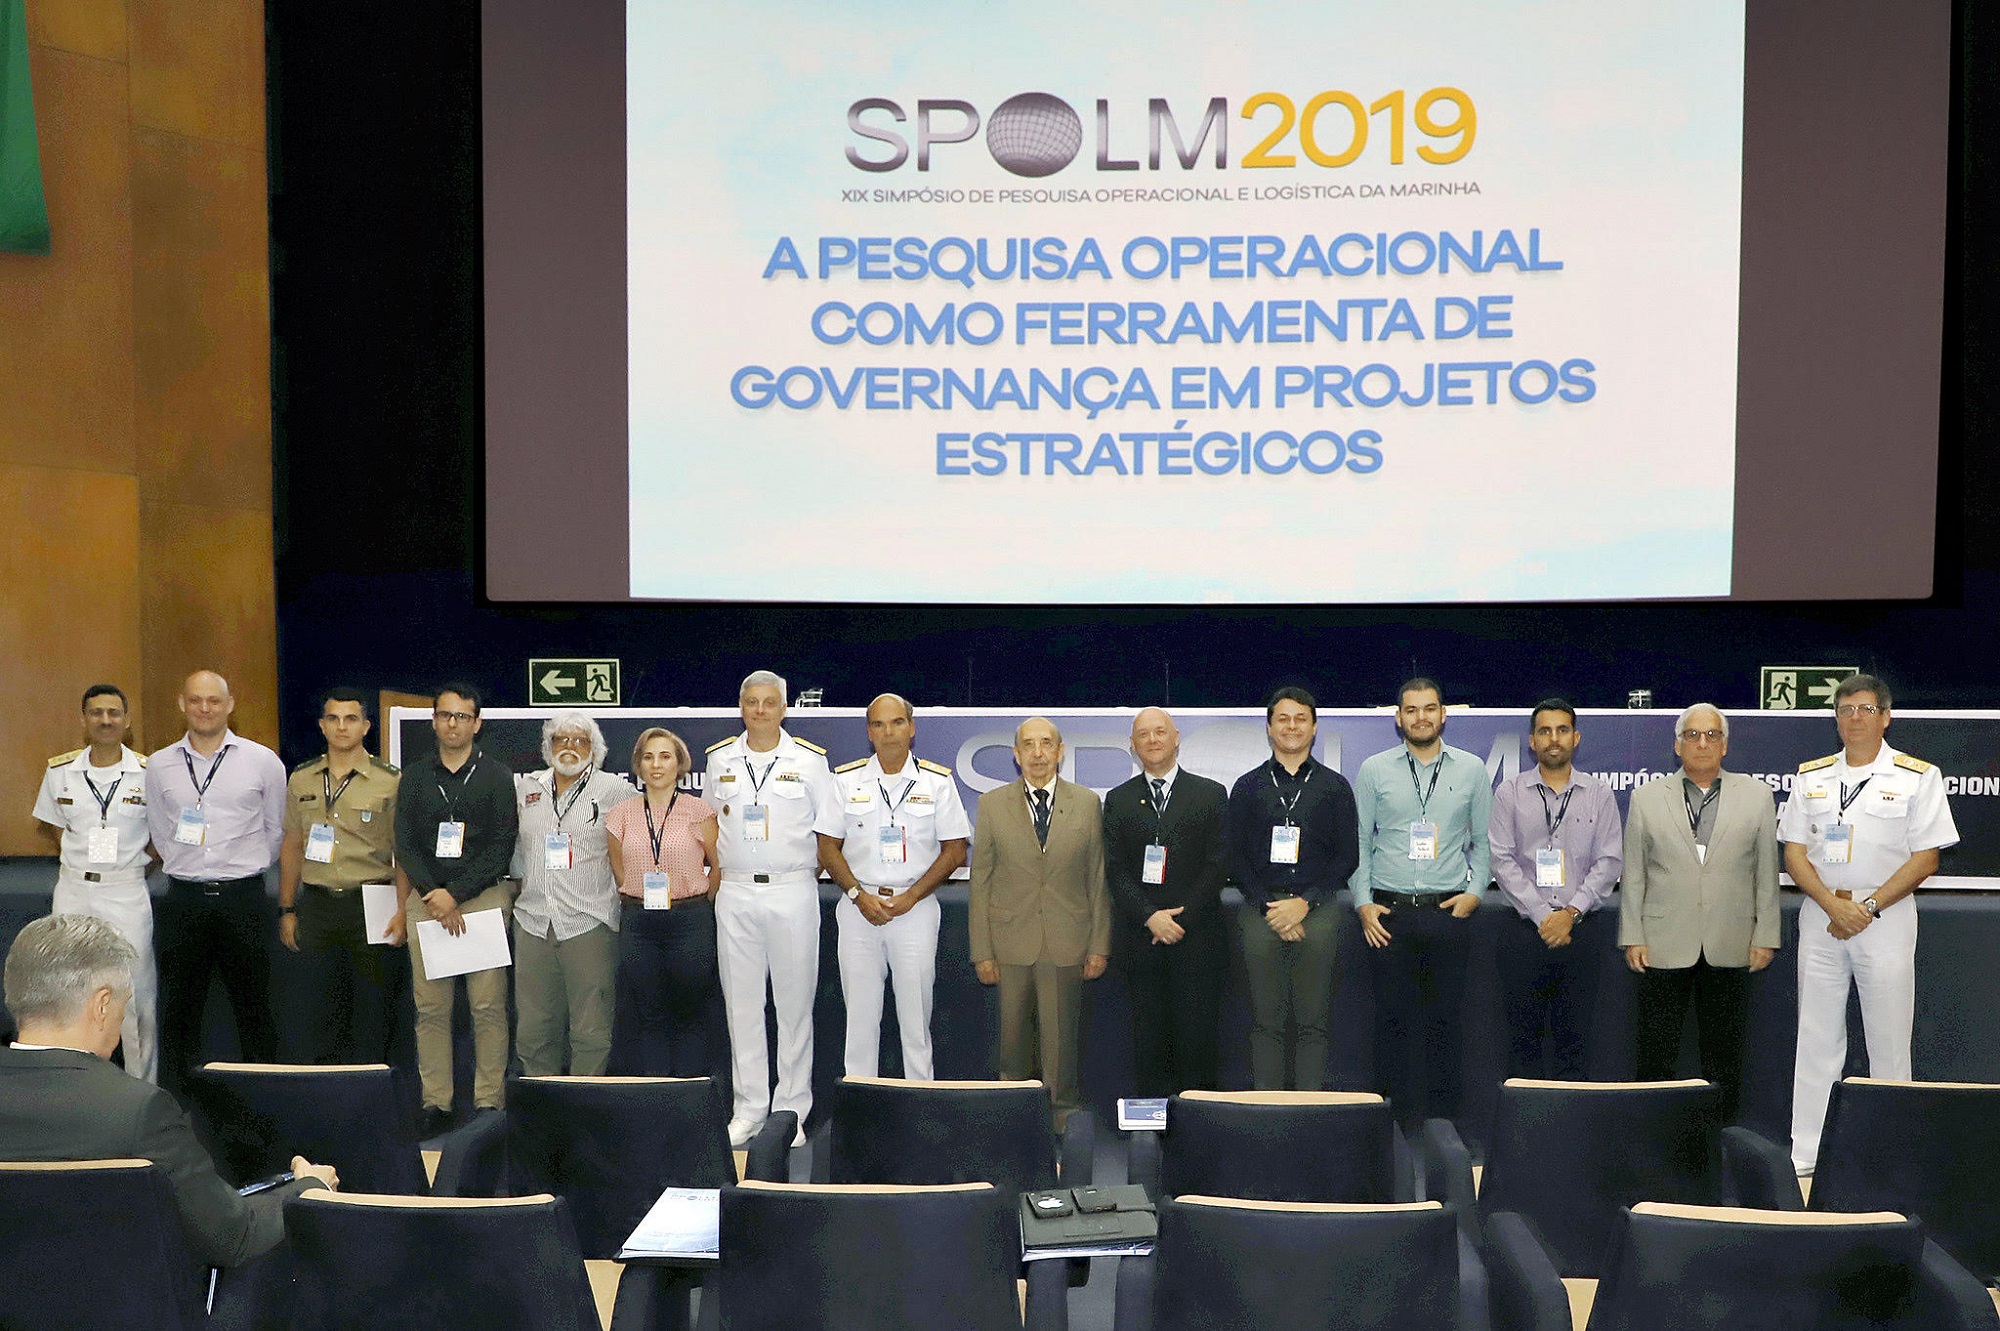 SPOLM2019
XIX SIMPÓSIO DE PESQUISA OPERACIONAL E LOGÍSTICA DA MARINHA
A PESQUISA OPERACIONAL
COMO FERRAMENTA DE
GOVERNANÇA EM PROJETOS
ESTRATÉGICOS